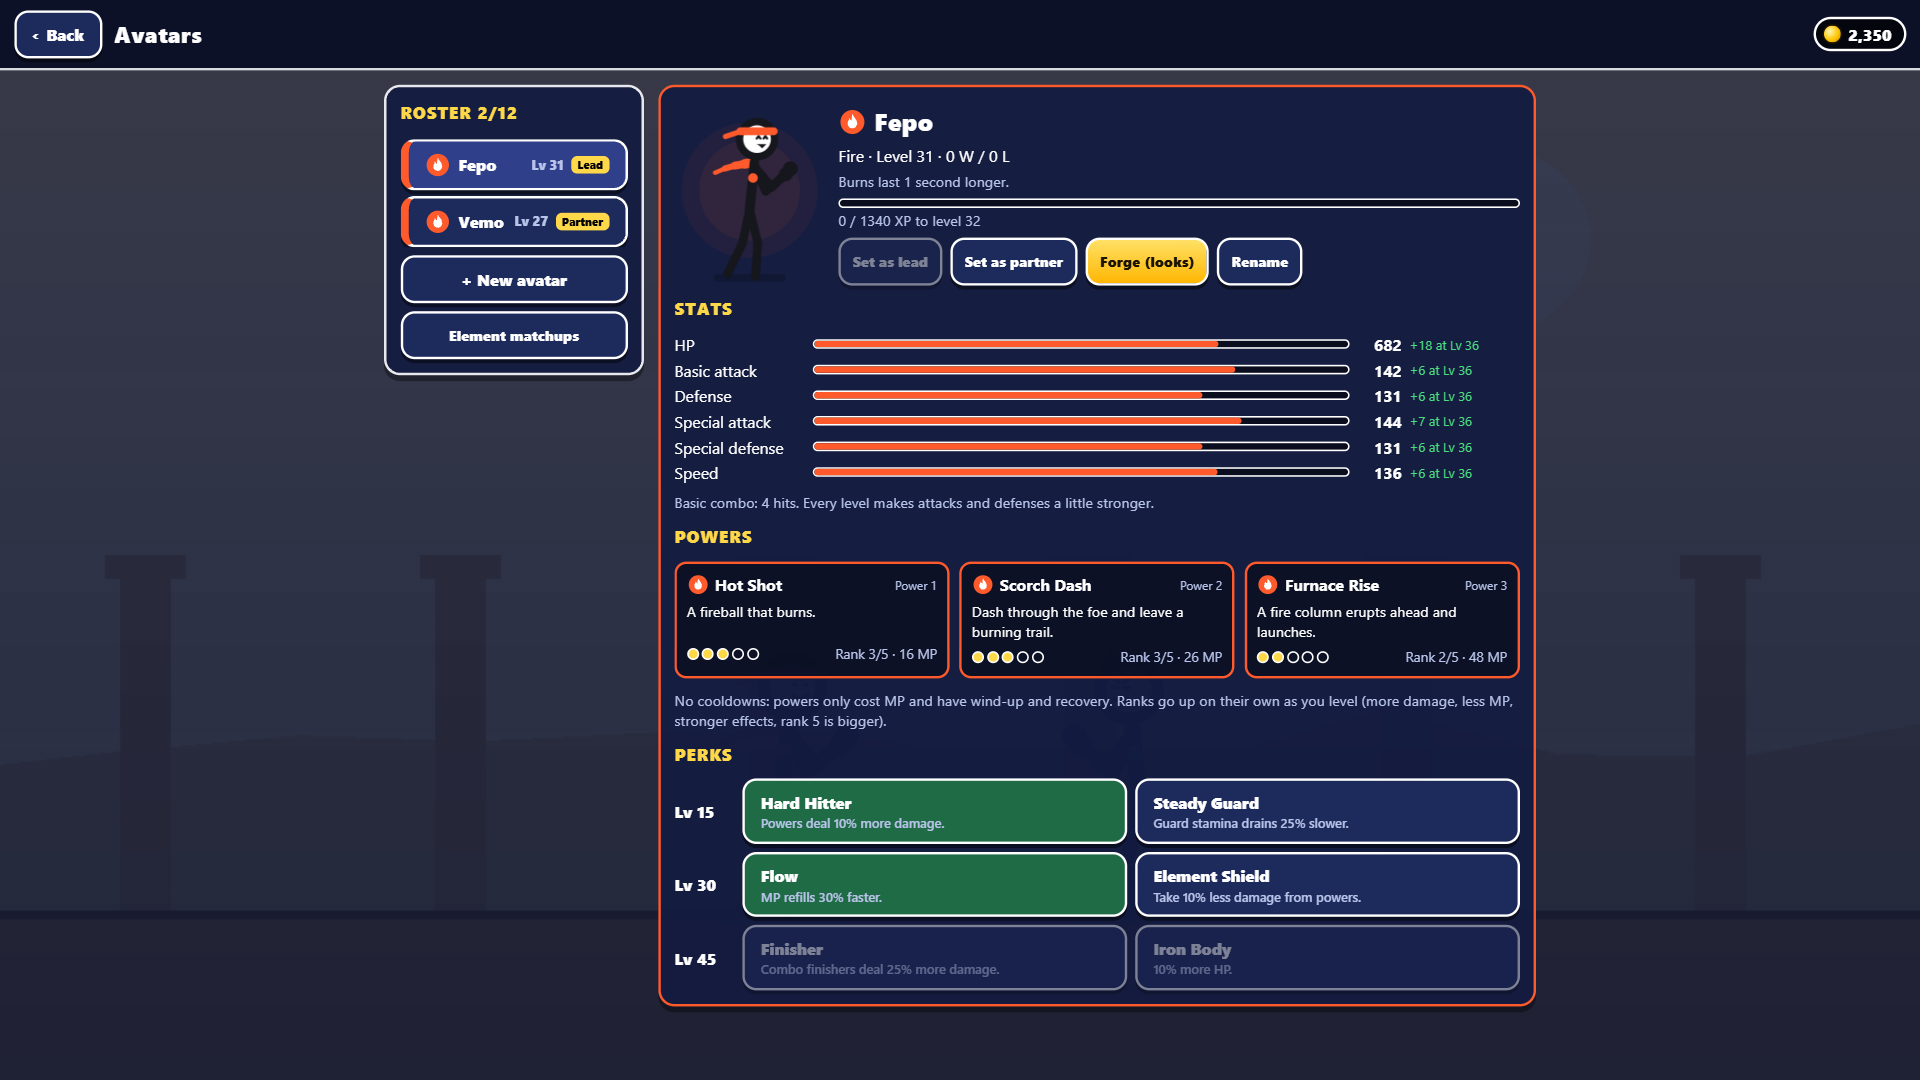 ‹ Back
Avatars
2,350
ROSTER 2/12
Fepo Lv 31 Lead
Vemo Lv 27 Partner
+ New avatar
Element matchups
Fepo
Fire · Level 31 · 0 W / 0 L
Burns last 1 second longer.
0 / 1340 XP to level 32
Set as lead
Set as partner
Forge (looks)
Rename
STATS
HP 682 +18 at Lv 36
Basic attack 142 +6 at Lv 36
Defense 131 +6 at Lv 36
Special attack 144 +7 at Lv 36
Special defense 131 +6 at Lv 36
Speed 136 +6 at Lv 36
Basic combo: 4 hits. Every level makes attacks and defenses a little stronger.
POWERS
Hot Shot Power 1
A fireball that burns.
Rank 3/5 · 16 MP
Scorch Dash Power 2
Dash through the foe and leave a
burning trail.
Rank 3/5 · 26 MP
Furnace Rise Power 3
A fire column erupts ahead and
launches.
Rank 2/5 · 48 MP
No cooldowns: powers only cost MP and have wind-up and recovery. Ranks go up on their own as you level (more damage, less MP,
stronger effects, rank 5 is bigger).
PERKS
Lv 15
Hard Hitter
Powers deal 10% more damage.
Steady Guard
Guard stamina drains 25% slower.
Lv 30
Flow
MP refills 30% faster.
Element Shield
Take 10% less damage from powers.
Lv 45
Finisher
Combo finishers deal 25% more damage.
Iron Body
10% more HP.